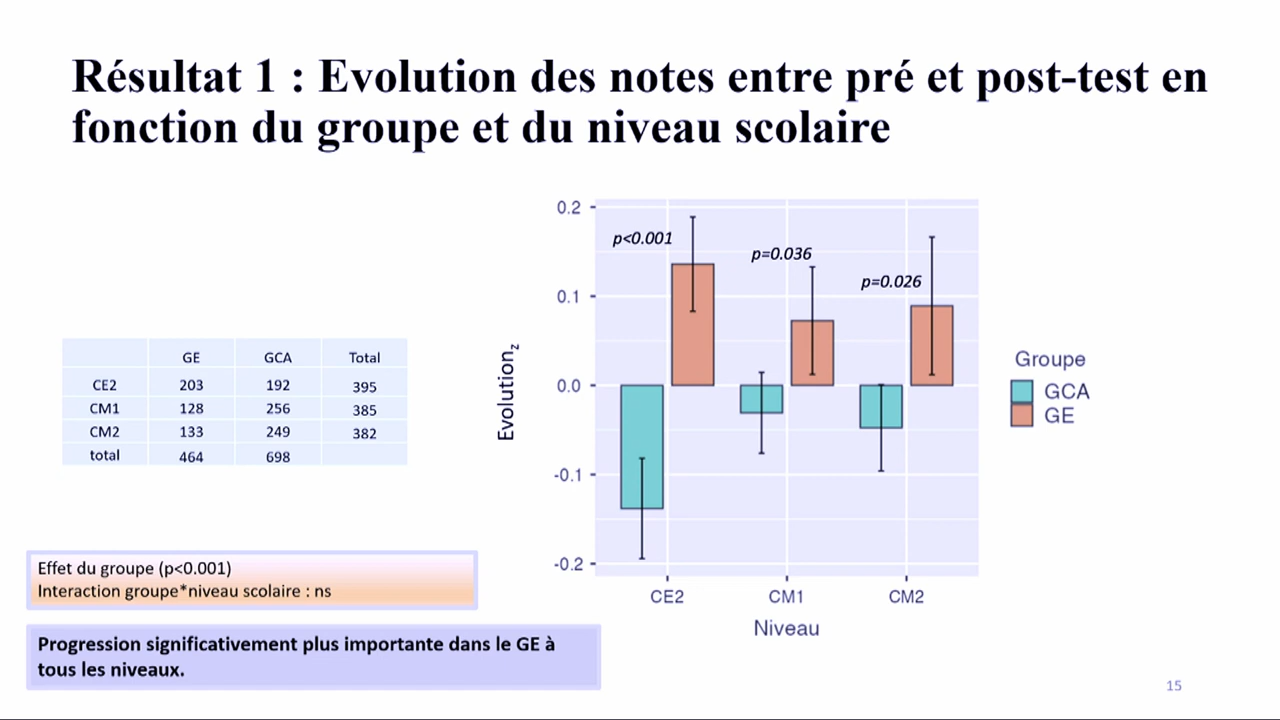 Résultat 1 : Evolution des notes entre pré et post-test en
fonction du groupe et du niveau scolaire
GE GCA Total
CE2 203 192 395
CM1 128 256 385
CM2 133 249 382
total 464 698
Effet du groupe (p<0.001)
Interaction groupe*niveau scolaire : ns
Progression significativement plus importante dans le GE à
tous les niveaux.
Evolutionz
0.2
0.1
0.0
-0.1
-0.2
p<0.001
p=0.036
p=0.026
CE2 CM1 CM2
Niveau
Groupe
GCA
GE
15